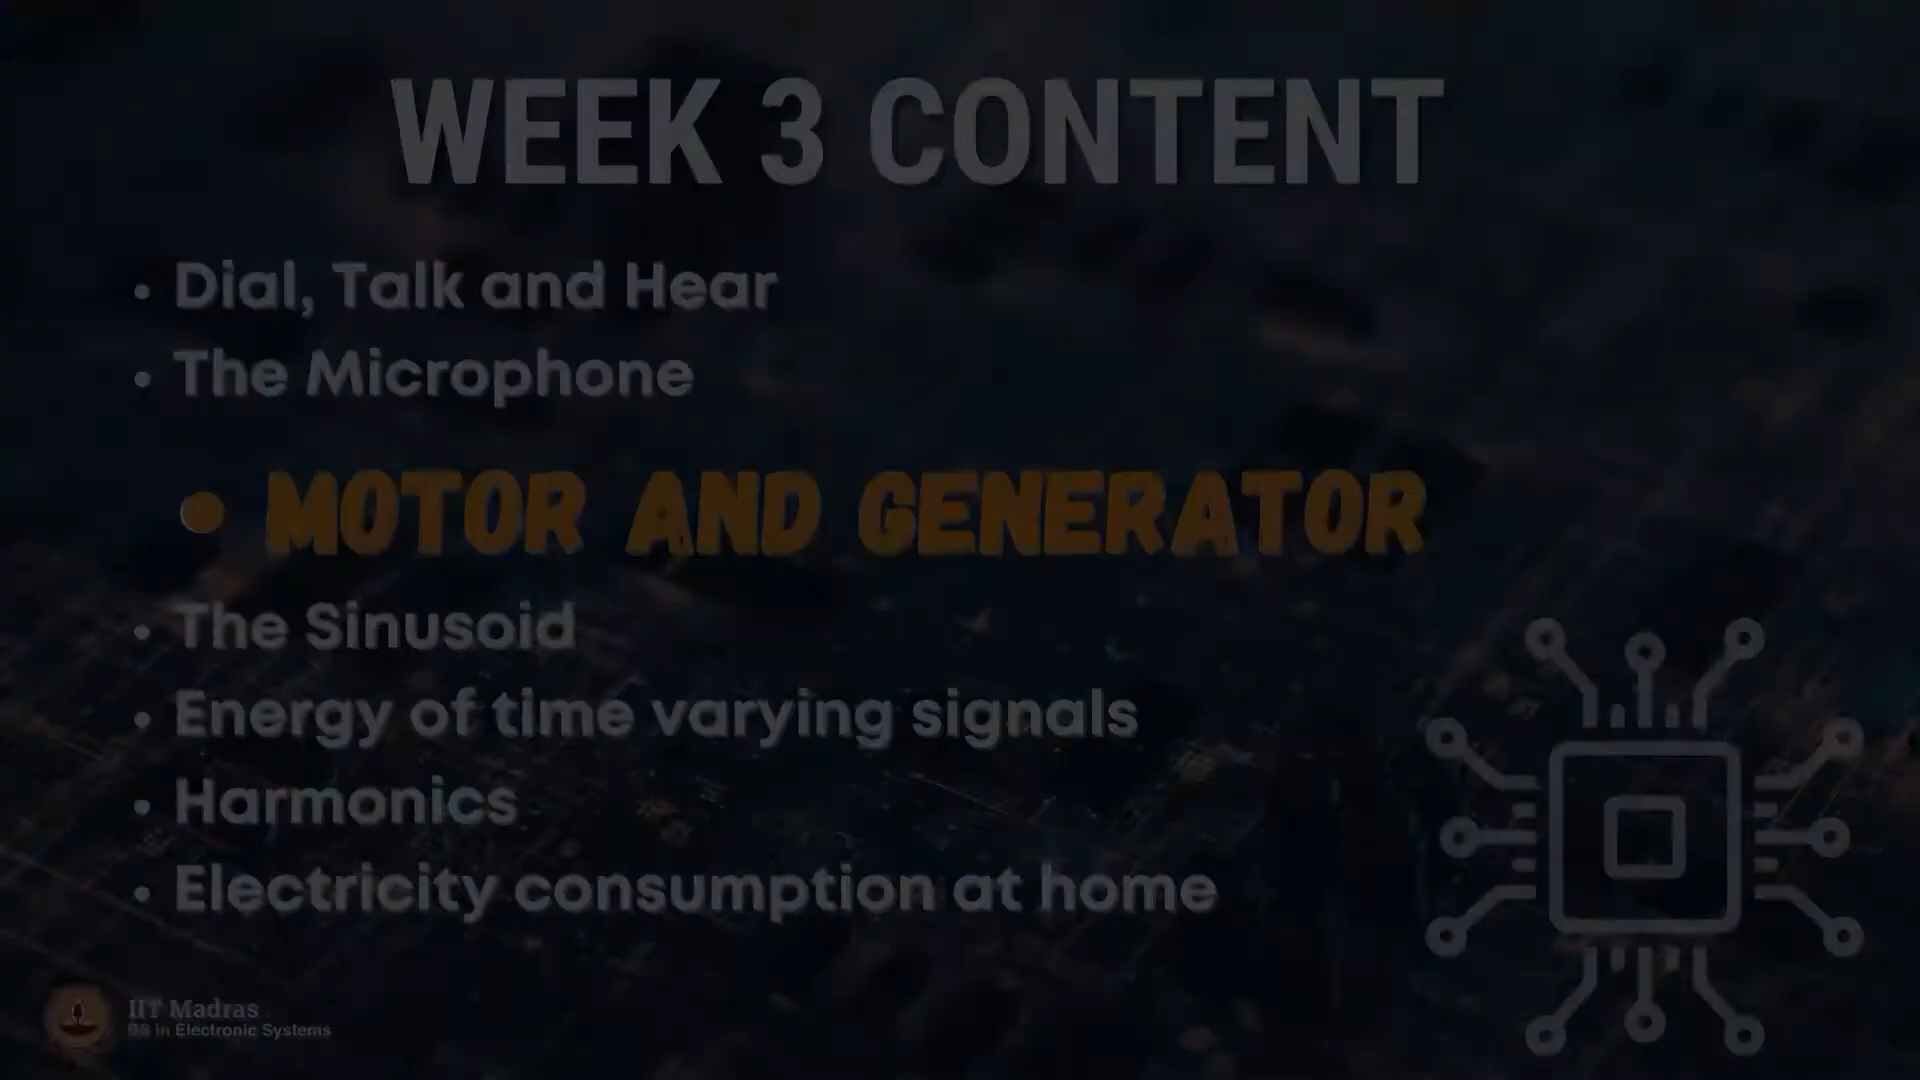 WEEK 3 CONTENT
• Dial, Talk and Hear
• The Microphone
• MOTOR AND GENERATOR
• The Sinusoid
• Energy of time varying signals
• Harmonics
• Electricity consumption at home
IIT Madras
BS in Electronic Systems